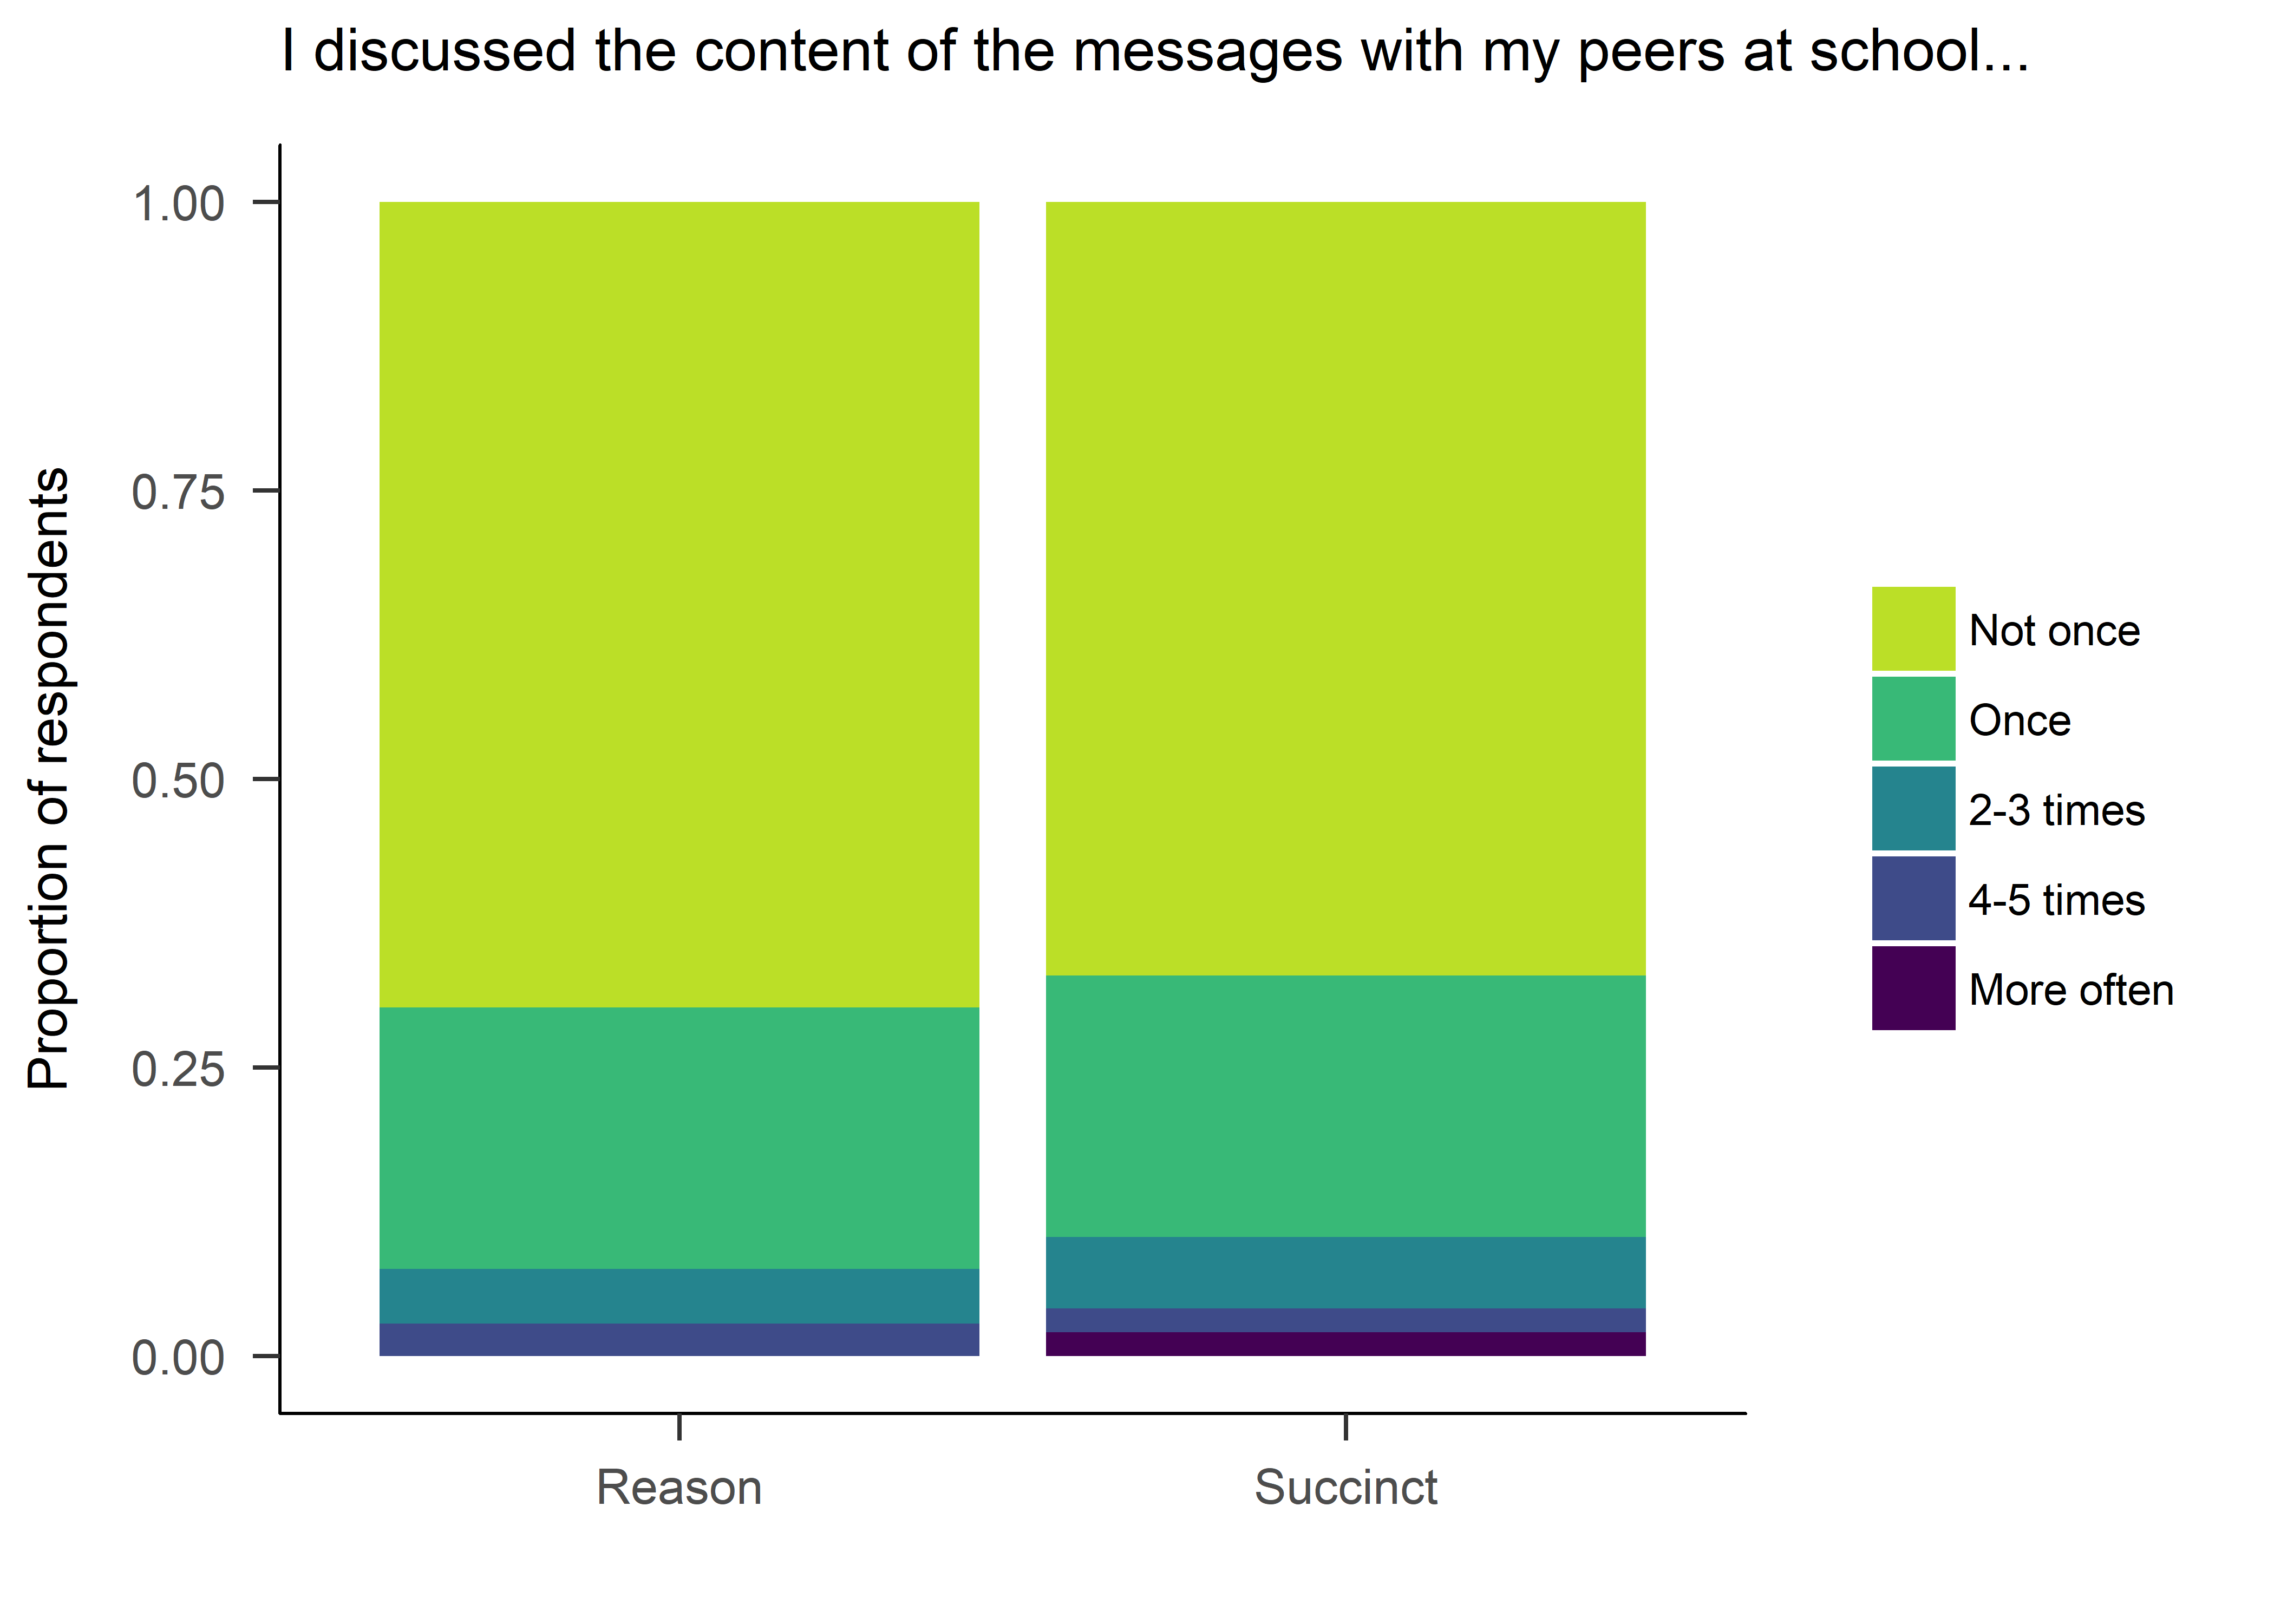 I discussed the content of the messages with my peers at school...
Proportion of respondents
1.00
0.75
0.50
0.25
0.00
Reason
Succinct
Not once
Once
2-3 times
4-5 times
More often